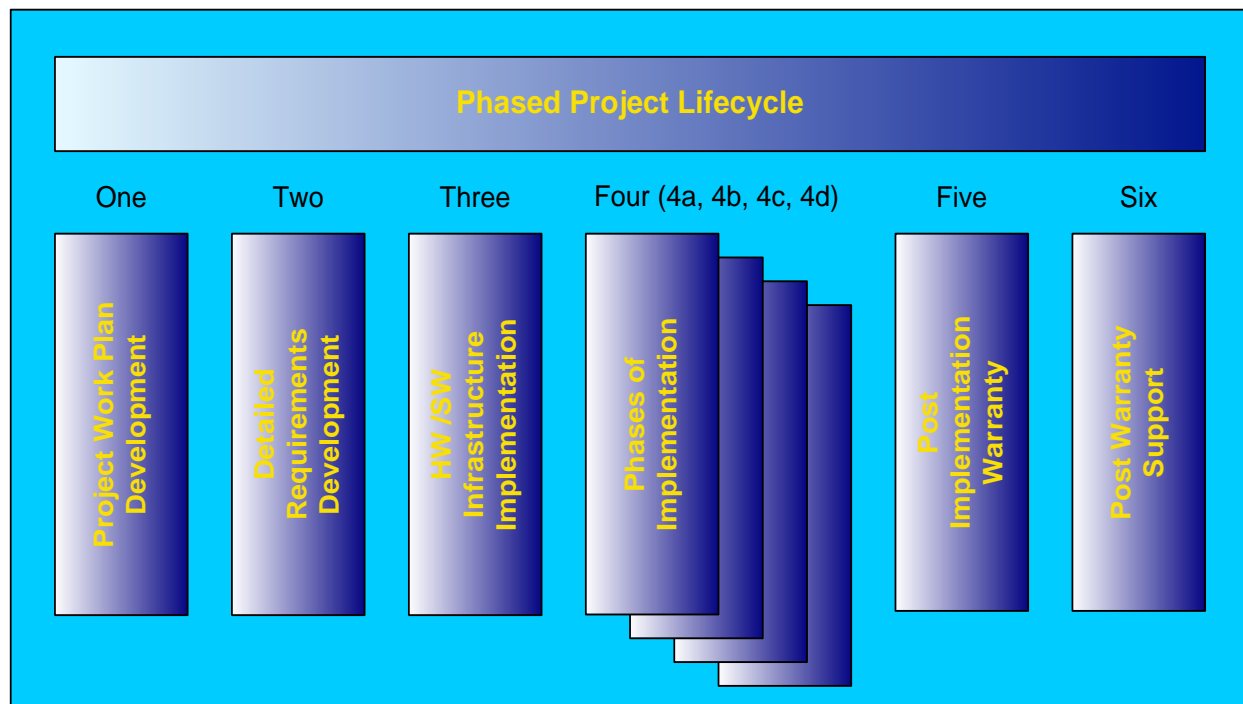 Phased Project Lifecycle
One
Two
Three
Four (4a, 4b, 4c, 4d)
Five
Six
Project Work Plan
Development
Detailed
Requirements
Development
HW /SW
Infrastructure
Implementation
Phases of
Implementation
Post
Implementation
Warranty
Post Warranty
Support